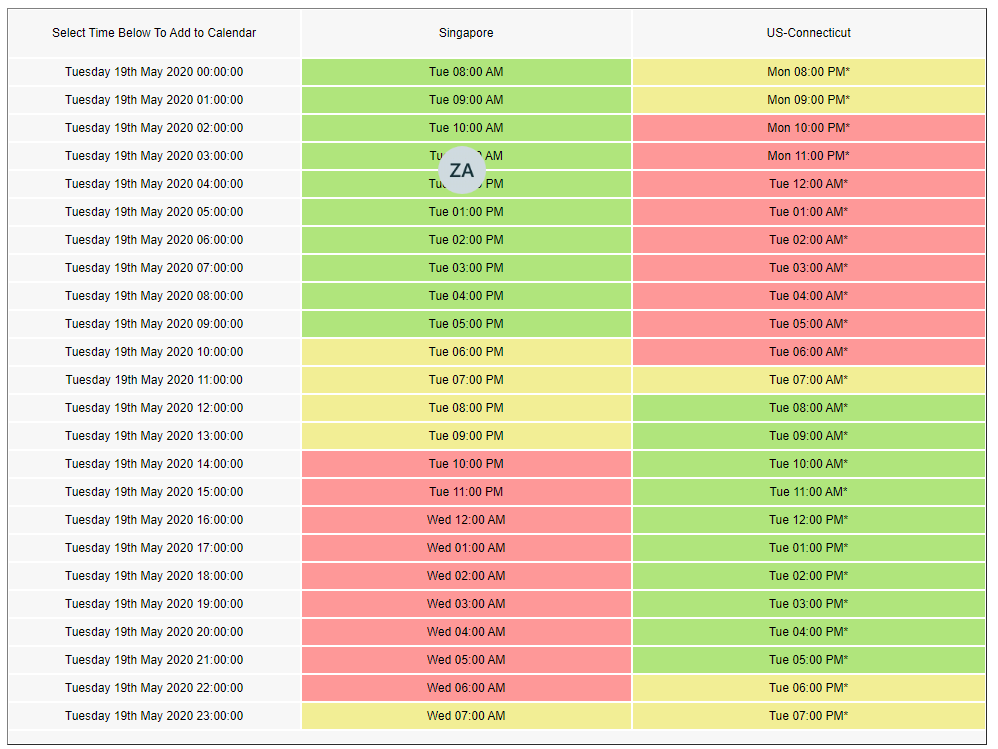 Select Time Below To Add to Calendar Singapore US-Connecticut
Tuesday 19th May 2020 00:00:00 Tue 08:00 AM Mon 08:00 PM*
Tuesday 19th May 2020 01:00:00 Tue 09:00 AM Mon 09:00 PM*
Tuesday 19th May 2020 02:00:00 Tue 10:00 AM Mon 10:00 PM*
Tuesday 19th May 2020 03:00:00 AM Mon 11:00 PM*
ZA
Tuesday 19th May 2020 04:00:00 PM Tue 12:00 AM*
Tuesday 19th May 2020 05:00:00 Tue 01:00 PM Tue 01:00 AM*
Tuesday 19th May 2020 06:00:00 Tue 02:00 PM Tue 02:00 AM*
Tuesday 19th May 2020 07:00:00 Tue 03:00 PM Tue 03:00 AM*
Tuesday 19th May 2020 08:00:00 Tue 04:00 PM Tue 04:00 AM*
Tuesday 19th May 2020 09:00:00 Tue 05:00 PM Tue 05:00 AM*
Tuesday 19th May 2020 10:00:00 Tue 06:00 PM Tue 06:00 AM*
Tuesday 19th May 2020 11:00:00 Tue 07:00 PM Tue 07:00 AM*
Tuesday 19th May 2020 12:00:00 Tue 08:00 PM Tue 08:00 AM*
Tuesday 19th May 2020 13:00:00 Tue 09:00 PM Tue 09:00 AM*
Tuesday 19th May 2020 14:00:00 Tue 10:00 PM Tue 10:00 AM*
Tuesday 19th May 2020 15:00:00 Tue 11:00 PM Tue 11:00 AM*
Tuesday 19th May 2020 16:00:00 Wed 12:00 AM Tue 12:00 PM*
Tuesday 19th May 2020 17:00:00 Wed 01:00 AM Tue 01:00 PM*
Tuesday 19th May 2020 18:00:00 Wed 02:00 AM Tue 02:00 PM*
Tuesday 19th May 2020 19:00:00 Wed 03:00 AM Tue 03:00 PM*
Tuesday 19th May 2020 20:00:00 Wed 04:00 AM Tue 04:00 PM*
Tuesday 19th May 2020 21:00:00 Wed 05:00 AM Tue 05:00 PM*
Tuesday 19th May 2020 22:00:00 Wed 06:00 AM Tue 06:00 PM*
Tuesday 19th May 2020 23:00:00 Wed 07:00 AM Tue 07:00 PM*